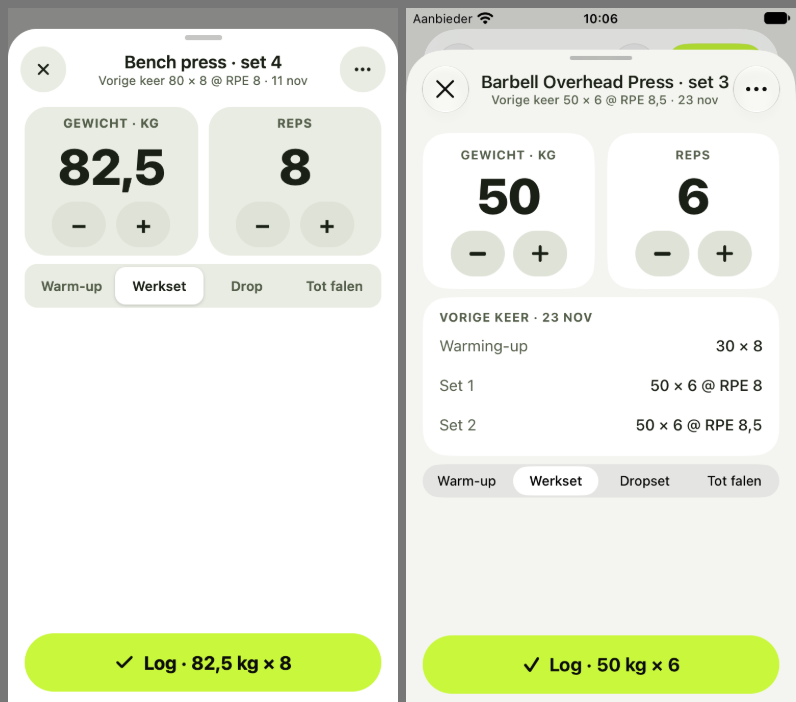 Bench press · set 4
Vorige keer 80 × 8 @ RPE 8 · 11 nov
GEWICHT · KG
82,5
− +
REPS
8
− +
Warm-up Werkset Drop Tot falen
Log · 82,5 kg × 8
Aanbieder 10:06
Barbell Overhead Press · set 3
Vorige keer 50 × 6 @ RPE 8,5 · 23 nov
GEWICHT · KG
50
− +
REPS
6
− +
VORIGE KEER · 23 NOV
Warming-up 30 × 8
Set 1 50 × 6 @ RPE 8
Set 2 50 × 6 @ RPE 8,5
Warm-up Werkset Dropset Tot falen
Log · 50 kg × 6